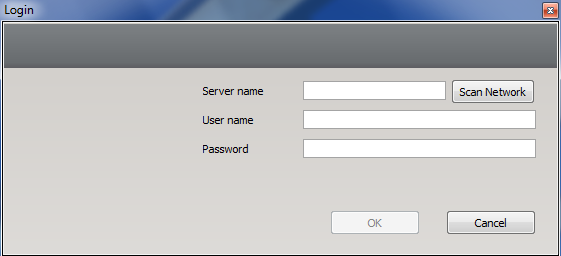 Login
Server name
Scan Network
User name
Password
OK
Cancel